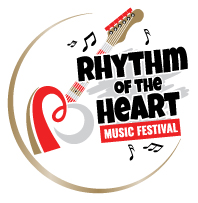 RHYTHM
OF THE
HEART
MUSIC FESTIVAL